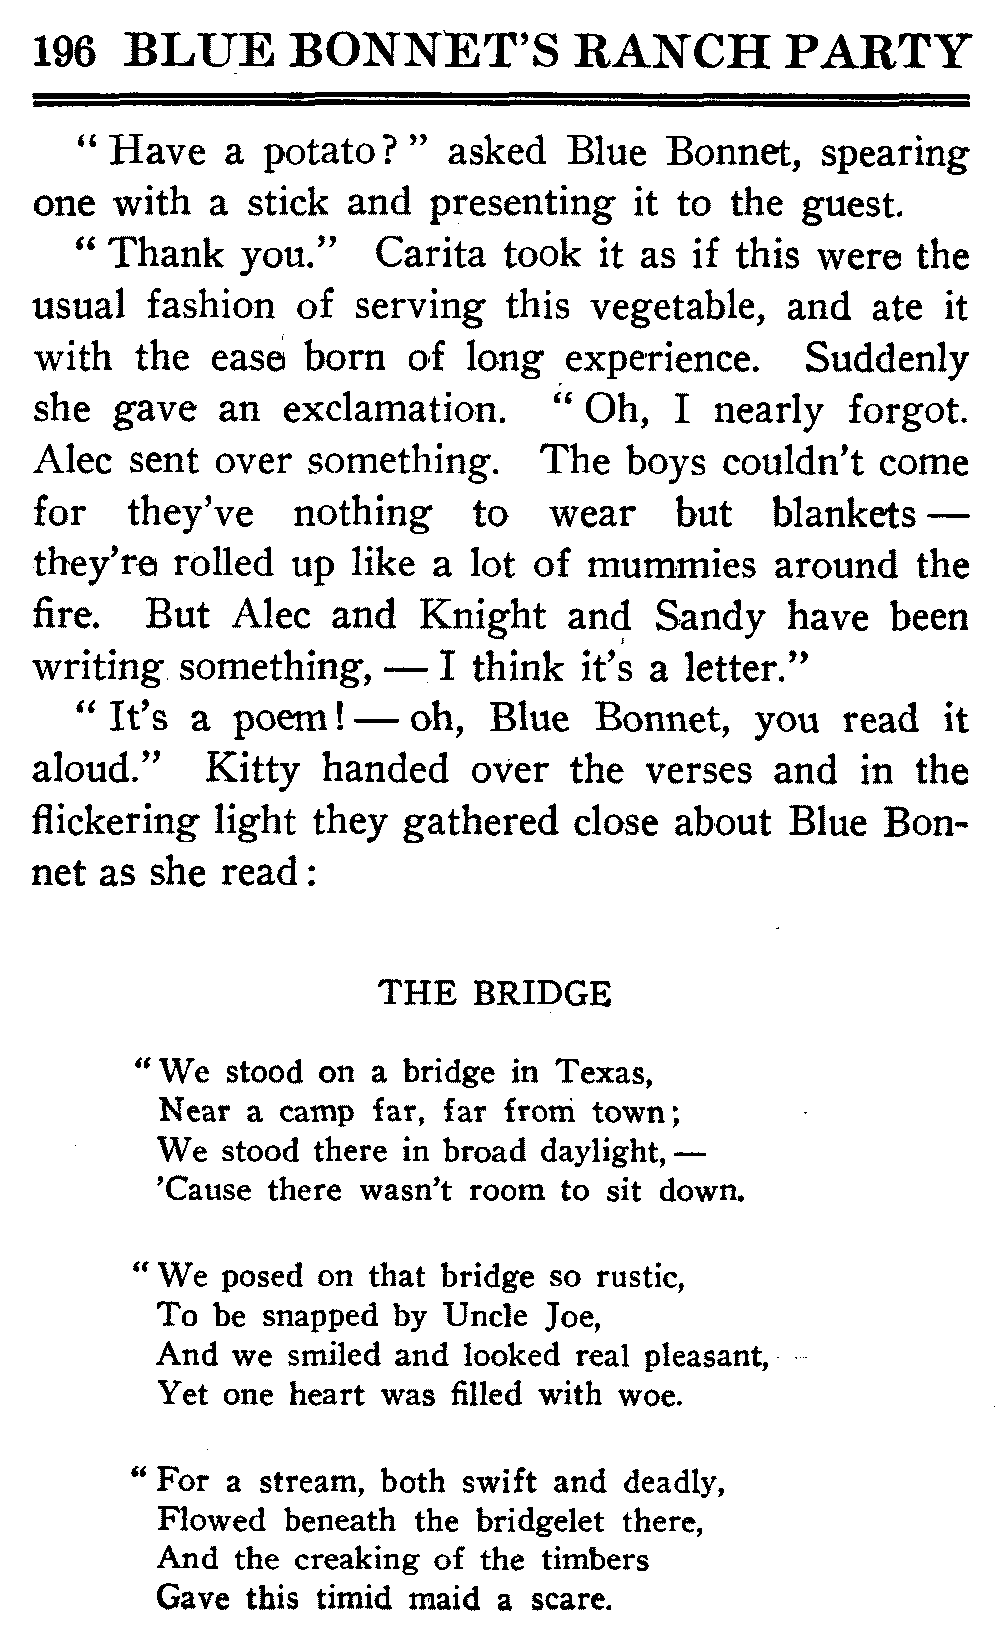 196 BLUE BONNET'S RANCH PARTY
" Have a potato? " asked Blue Bonnet, spearing
one with a stick and presenting it to the guest.
" Thank you." Carita took it as if this were the
usual fashion of serving this vegetable, and ate it
with the ease born of long experience. Suddenly
she gave an exclamation. " Oh, I nearly forgot.
Alec sent over something. The boys couldn't come
for they've nothing to wear but blankets —
they're rolled up like a lot of mummies around the
fire. But Alec and Knight and Sandy have been
writing something, — I think it's a letter."
" It's a poem! — oh, Blue Bonnet, you read it
aloud." Kitty handed over the verses and in the
flickering light they gathered close about Blue Bon-
net as she read:
THE BRIDGE
" We stood on a bridge in Texas,
Near a camp far, far from town;
We stood there in broad daylight, —
'Cause there wasn't room to sit down.
" We posed on that bridge so rustic,
To be snapped by Uncle Joe,
And we smiled and looked real pleasant,
Yet one heart was filled with woe.
" For a stream, both swift and deadly,
Flowed beneath the bridgelet there,
And the creaking of the timbers
Gave this timid maid a scare.